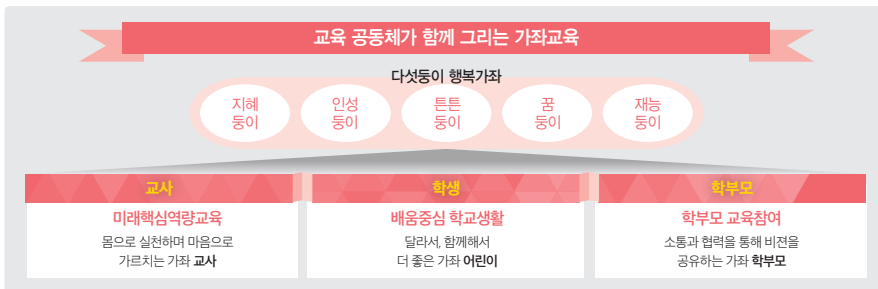 교육 공동체가 함께 그리는 가좌교육
다섯둥이 행복가좌
지혜
둥이
인성
둥이
튼튼
둥이
꿈
둥이
재능
둥이
교사
미래핵심역량교육
몸으로 실천하며 마음으로
가르치는 가좌 교사
학생
배움중심 학교생활
달라서, 함께해서
더 좋은 가좌 어린이
학부모
학부모 교육참여
소통과 협력을 통해 비젼을
공유하는 가좌 학부모